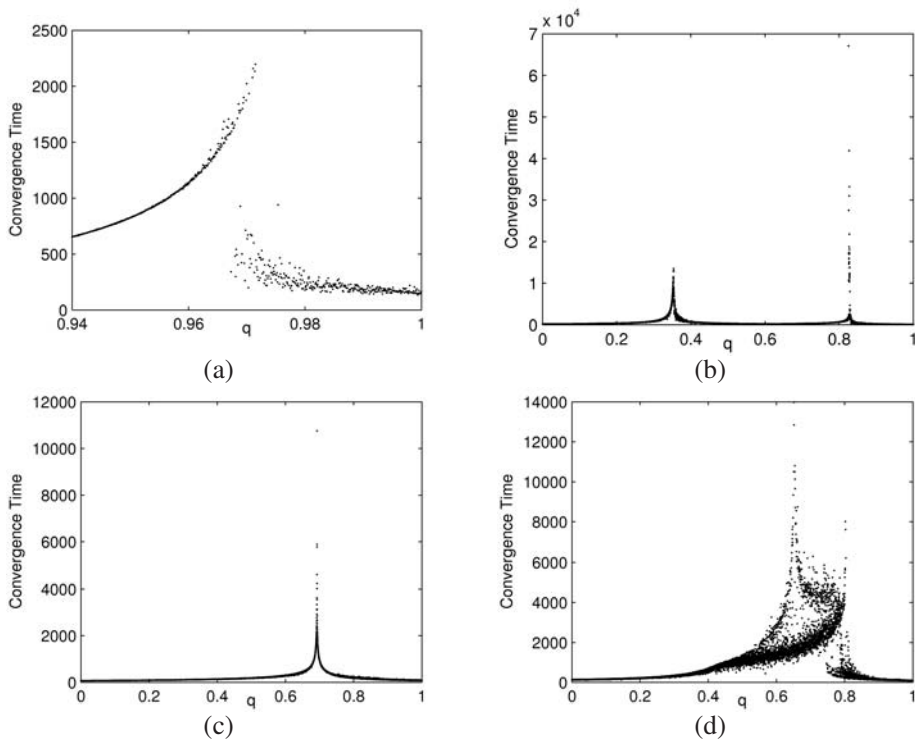 2500
2000
1500
1000
500
0
0.94 0.96 0.98 1
q
Convergence Time
(a)
7 x 10^4
6
5
4
3
2
1
0
0 0.2 0.4 0.6 0.8 1
q
Convergence Time
(b)
12000
10000
8000
6000
4000
2000
0
0 0.2 0.4 0.6 0.8 1
q
Convergence Time
(c)
14000
12000
10000
8000
6000
4000
2000
0
0 0.2 0.4 0.6 0.8 1
q
Convergence Time
(d)